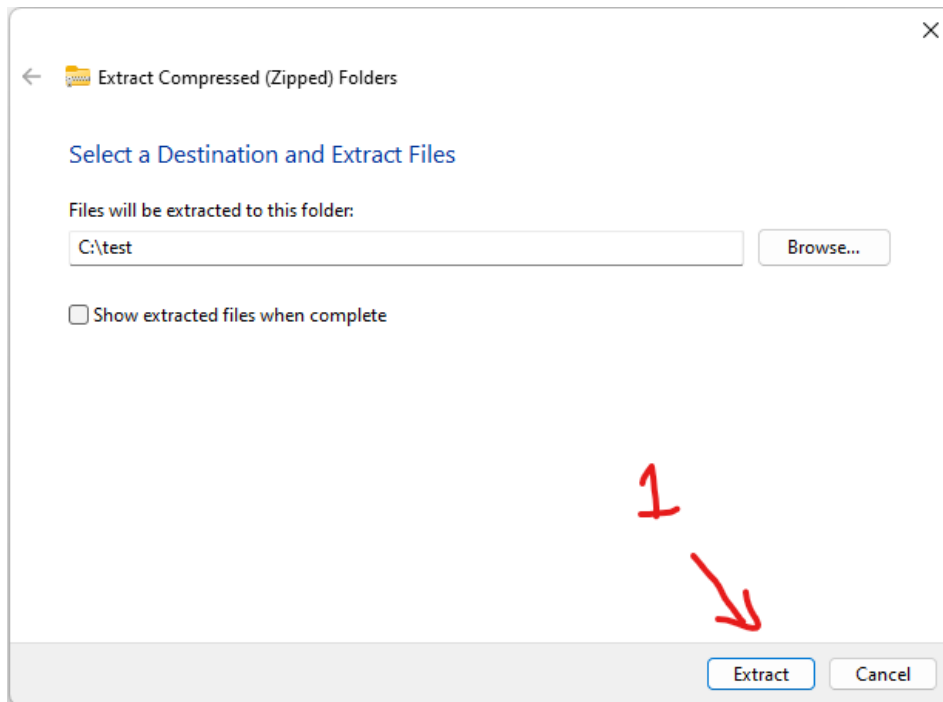 Extract Compressed (Zipped) Folders
Select a Destination and Extract Files
Files will be extracted to this folder:
C:\test
Browse...
Show extracted files when complete
1
Extract
Cancel